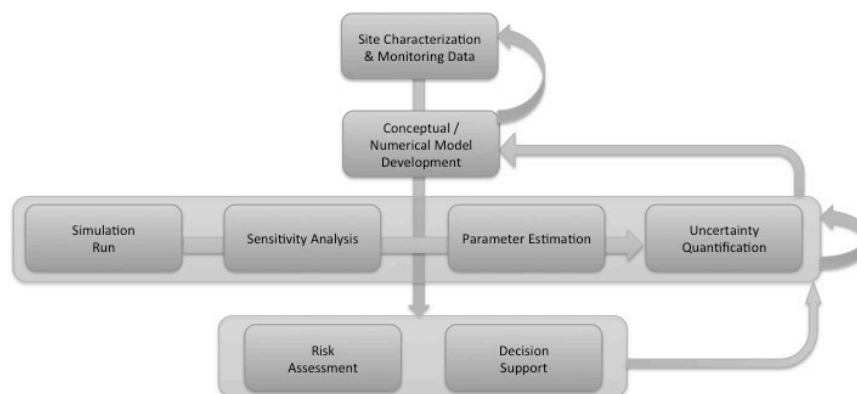 Site Characterization
& Monitoring Data
Conceptual /
Numerical Model
Development
Simulation
Run
Sensitivity Analysis
Parameter Estimation
Uncertainty
Quantification
Risk
Assessment
Decision
Support